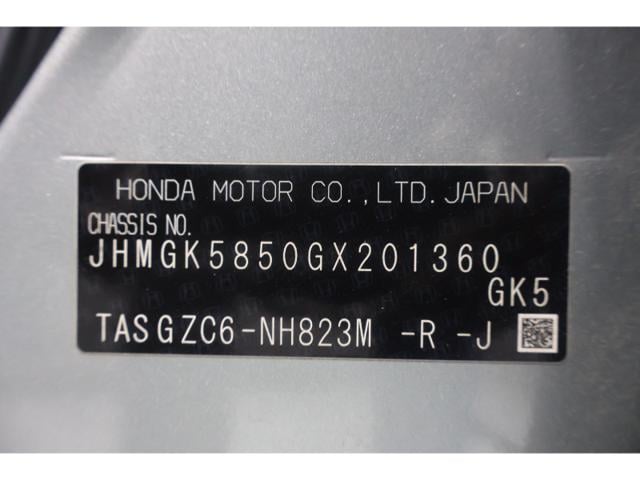 HONDA MOTOR CO.,LTD.JAPAN
CHASSIS NO.
JHMGK5850GX201360
GK5
TASGZC6-NH823M -R -J